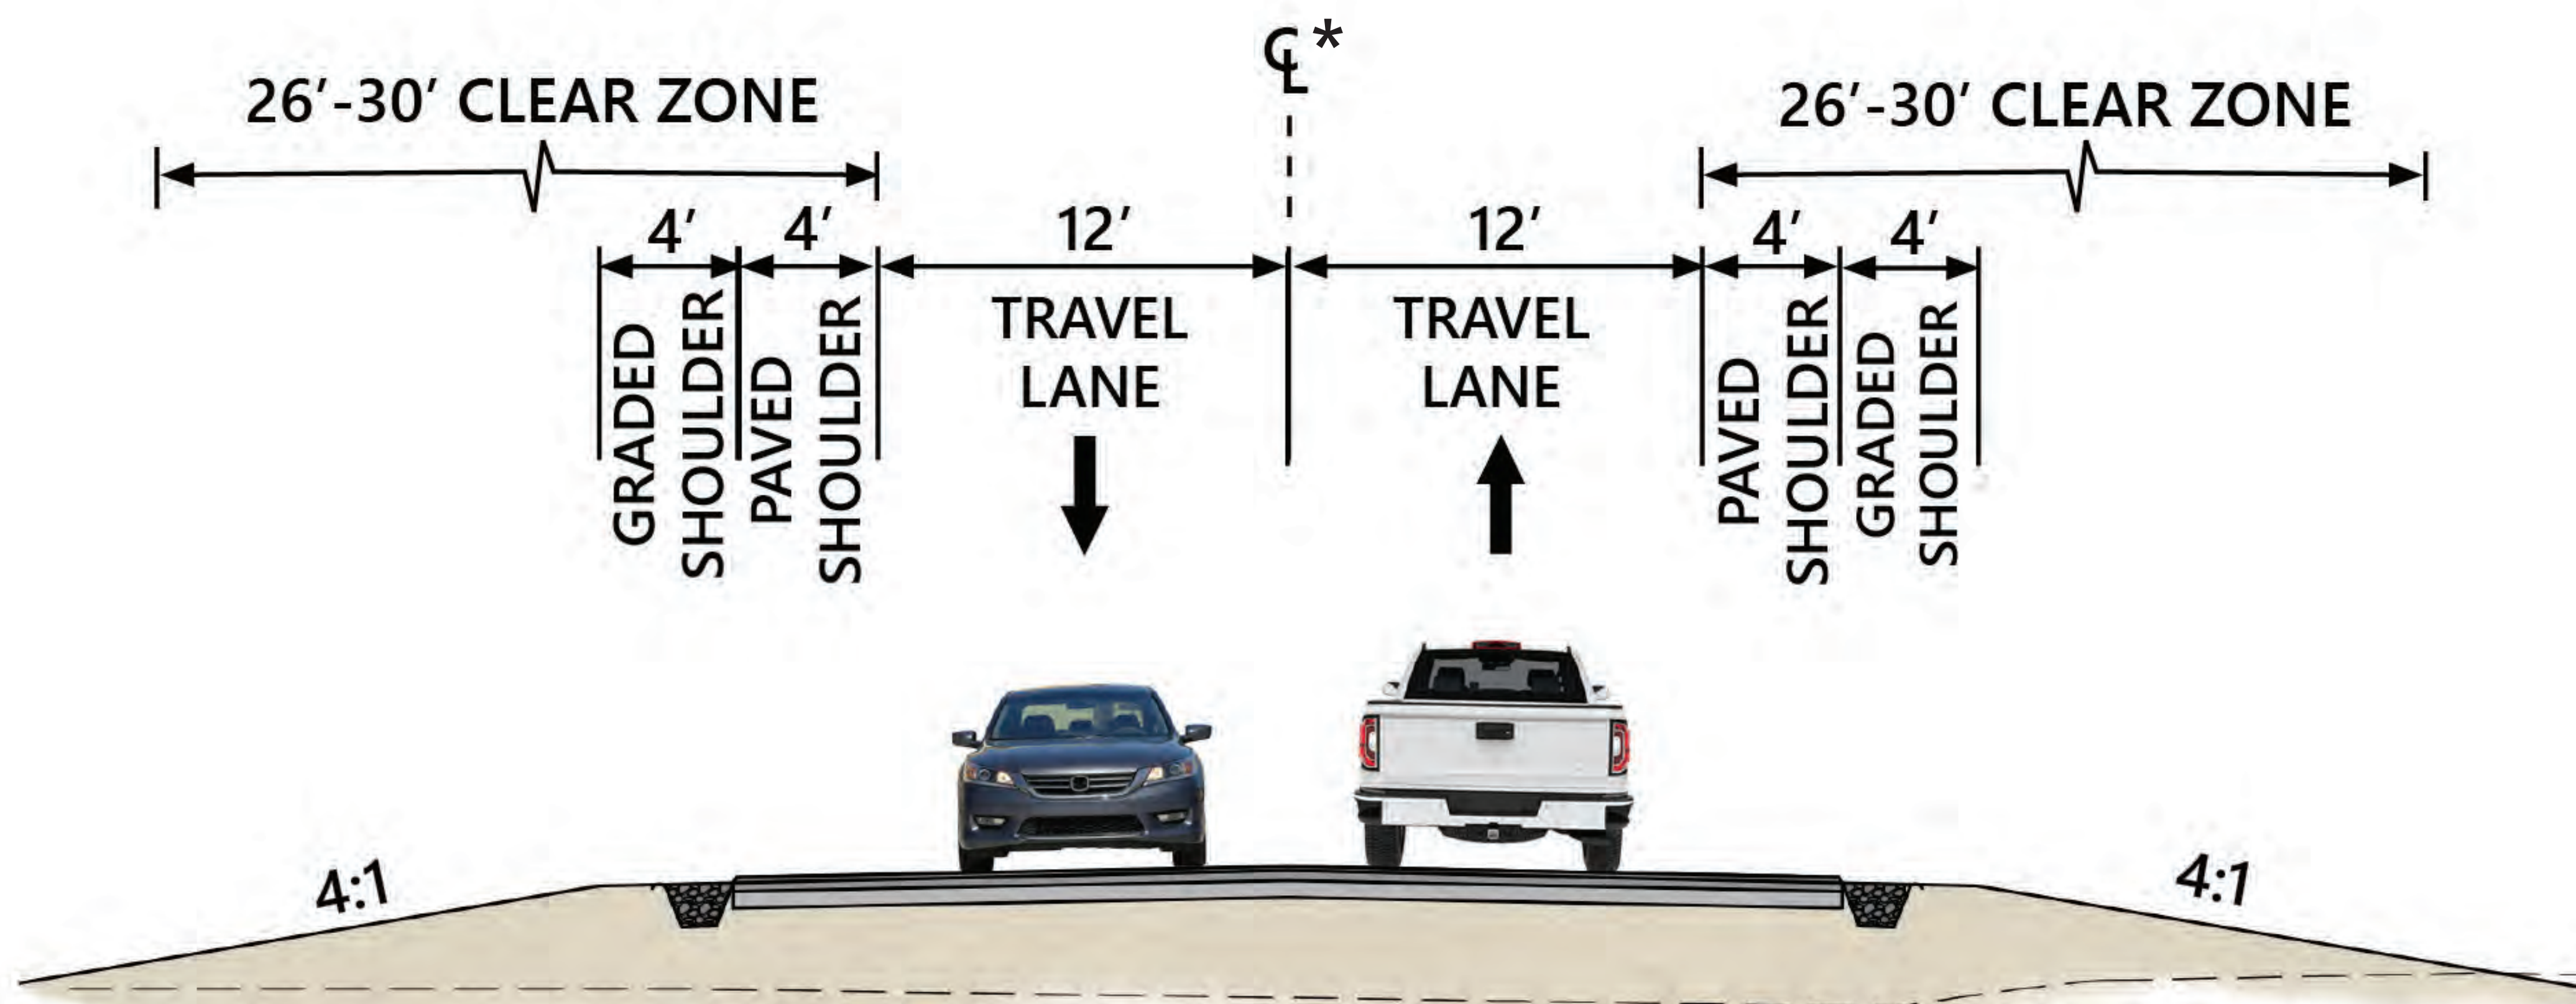 ℄ *
26'-30' CLEAR ZONE
26'-30' CLEAR ZONE
4'
4'
12'
12'
4'
4'
GRADED
SHOULDER
PAVED
SHOULDER
TRAVEL
LANE
TRAVEL
LANE
PAVED
SHOULDER
GRADED
SHOULDER
4:1
4:1